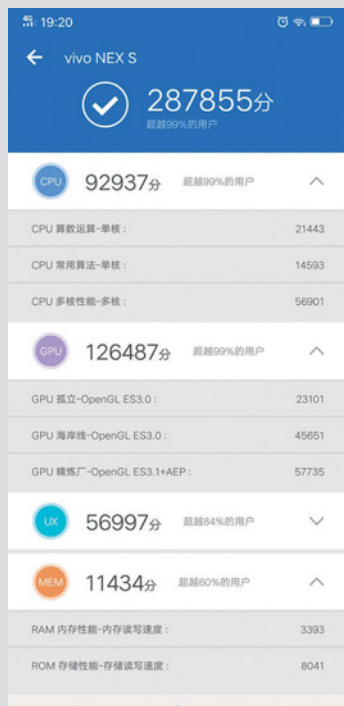 4G 19:20
vivo NEX S
287855分
超越99%的用户
CPU 92937分 超越99%的用户
CPU 算数运算-单核： 21443
CPU 常用算法-单核： 14593
CPU 多核性能-多核： 56901
GPU 126487分 超越99%的用户
GPU 孤立-OpenGL ES3.0： 23101
GPU 海岸线-OpenGL ES3.0： 45651
GPU 精炼厂-OpenGL ES3.1+AEP： 57735
UX 56997分 超越84%的用户
MEM 11434分 超越60%的用户
RAM 内存性能-内存读写速度： 3393
ROM 存储性能-存储读写速度： 8041